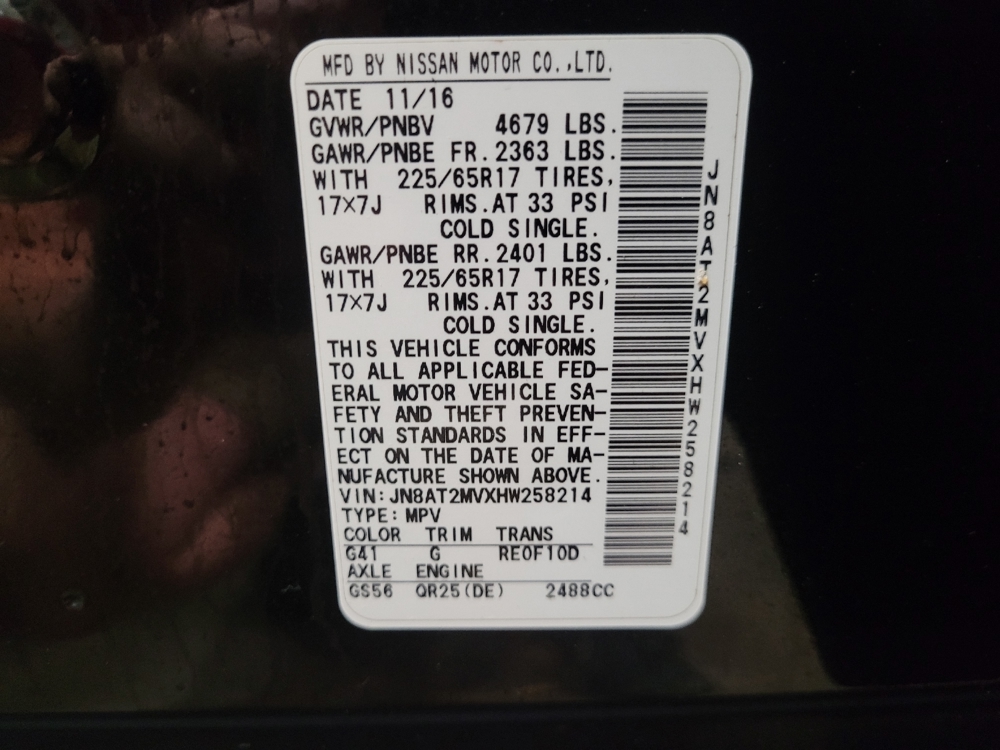 MFD BY NISSAN MOTOR CO.,LTD.
DATE 11/16
GVWR/PNBV 4679 LBS.
GAWR/PNBE FR.2363 LBS.
WITH 225/65R17 TIRES,
17×7J RIMS.AT 33 PSI
COLD SINGLE.
GAWR/PNBE RR.2401 LBS.
WITH 225/65R17 TIRES,
17×7J RIMS.AT 33 PSI
COLD SINGLE.
THIS VEHICLE CONFORMS
TO ALL APPLICABLE FED-
ERAL MOTOR VEHICLE SA-
FETY AND THEFT PREVEN-
TION STANDARDS IN EFF-
ECT ON THE DATE OF MA-
NUFACTURE SHOWN ABOVE.
VIN:JN8AT2MVXHW258214
TYPE:MPV
COLOR TRIM TRANS
G41 G RE0F10D
AXLE ENGINE
GS56 QR25(DE) 2488CC
JN8AT2MVXHW258214